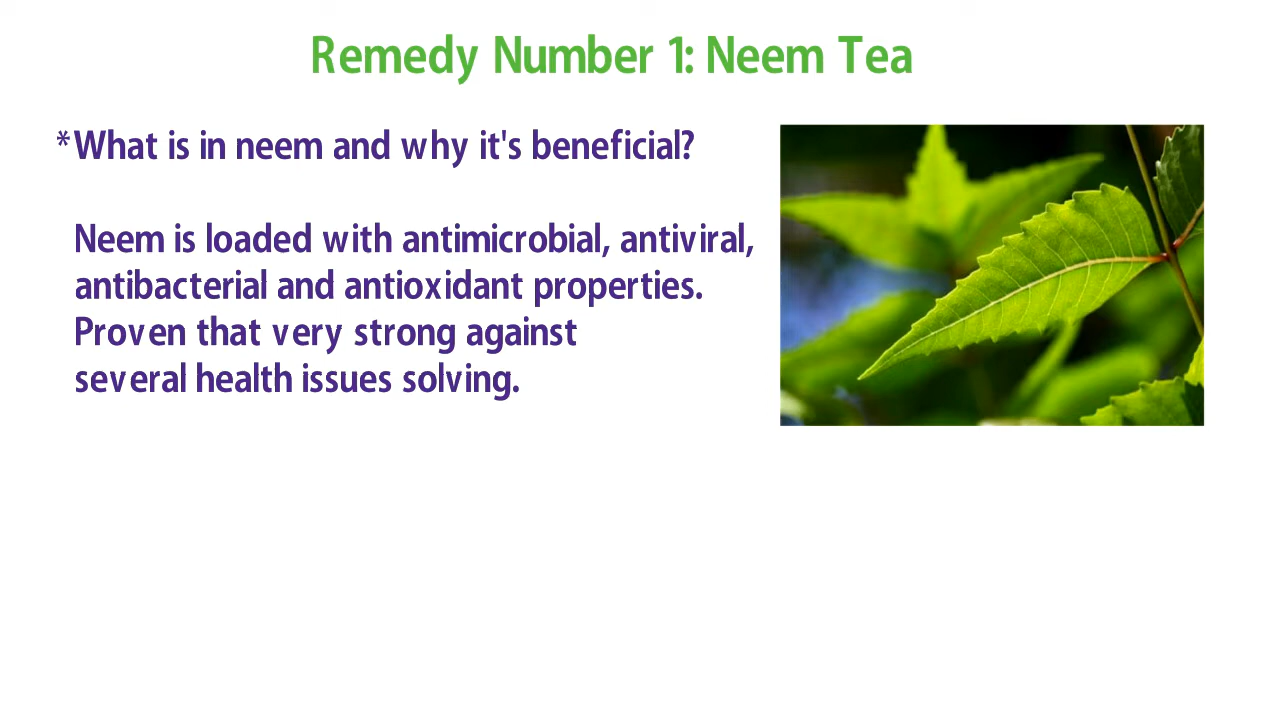 Remedy Number 1: Neem Tea
*What is in neem and why it's beneficial?
Neem is loaded with antimicrobial, antiviral,
antibacterial and antioxidant properties.
Proven that very strong against
several health issues solving.